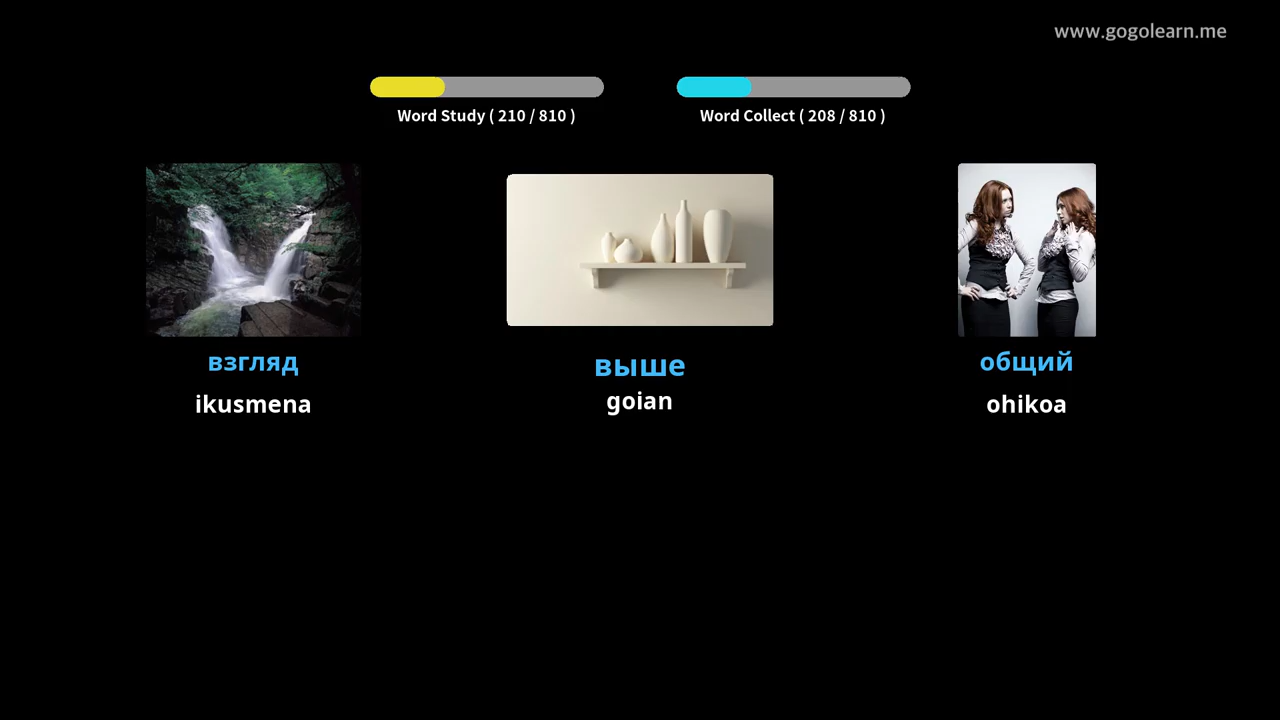 www.gogolearn.me
Word Study ( 210 / 810 )
Word Collect ( 208 / 810 )
взгляд
ikusmena
выше
goian
общий
ohikoa